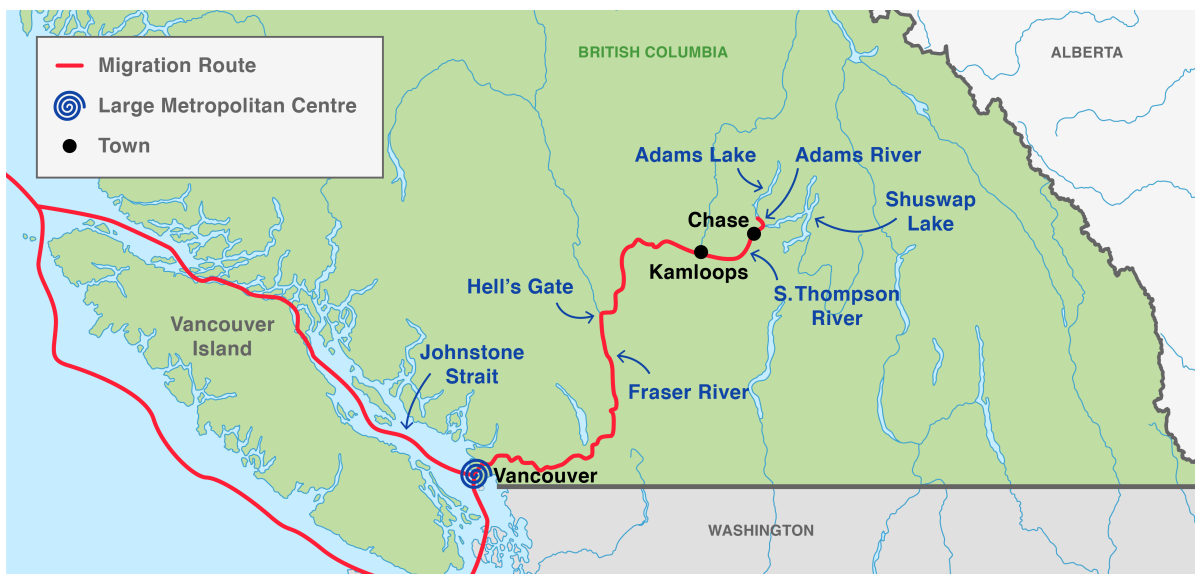 BRITISH COLUMBIA
ALBERTA
Migration Route
Large Metropolitan Centre
Town
Adams Lake
Adams River
Shuswap
Lake
Chase
Kamloops
Hell's Gate
S.Thompson
River
Vancouver
Island
Johnstone
Strait
Fraser River
Vancouver
WASHINGTON